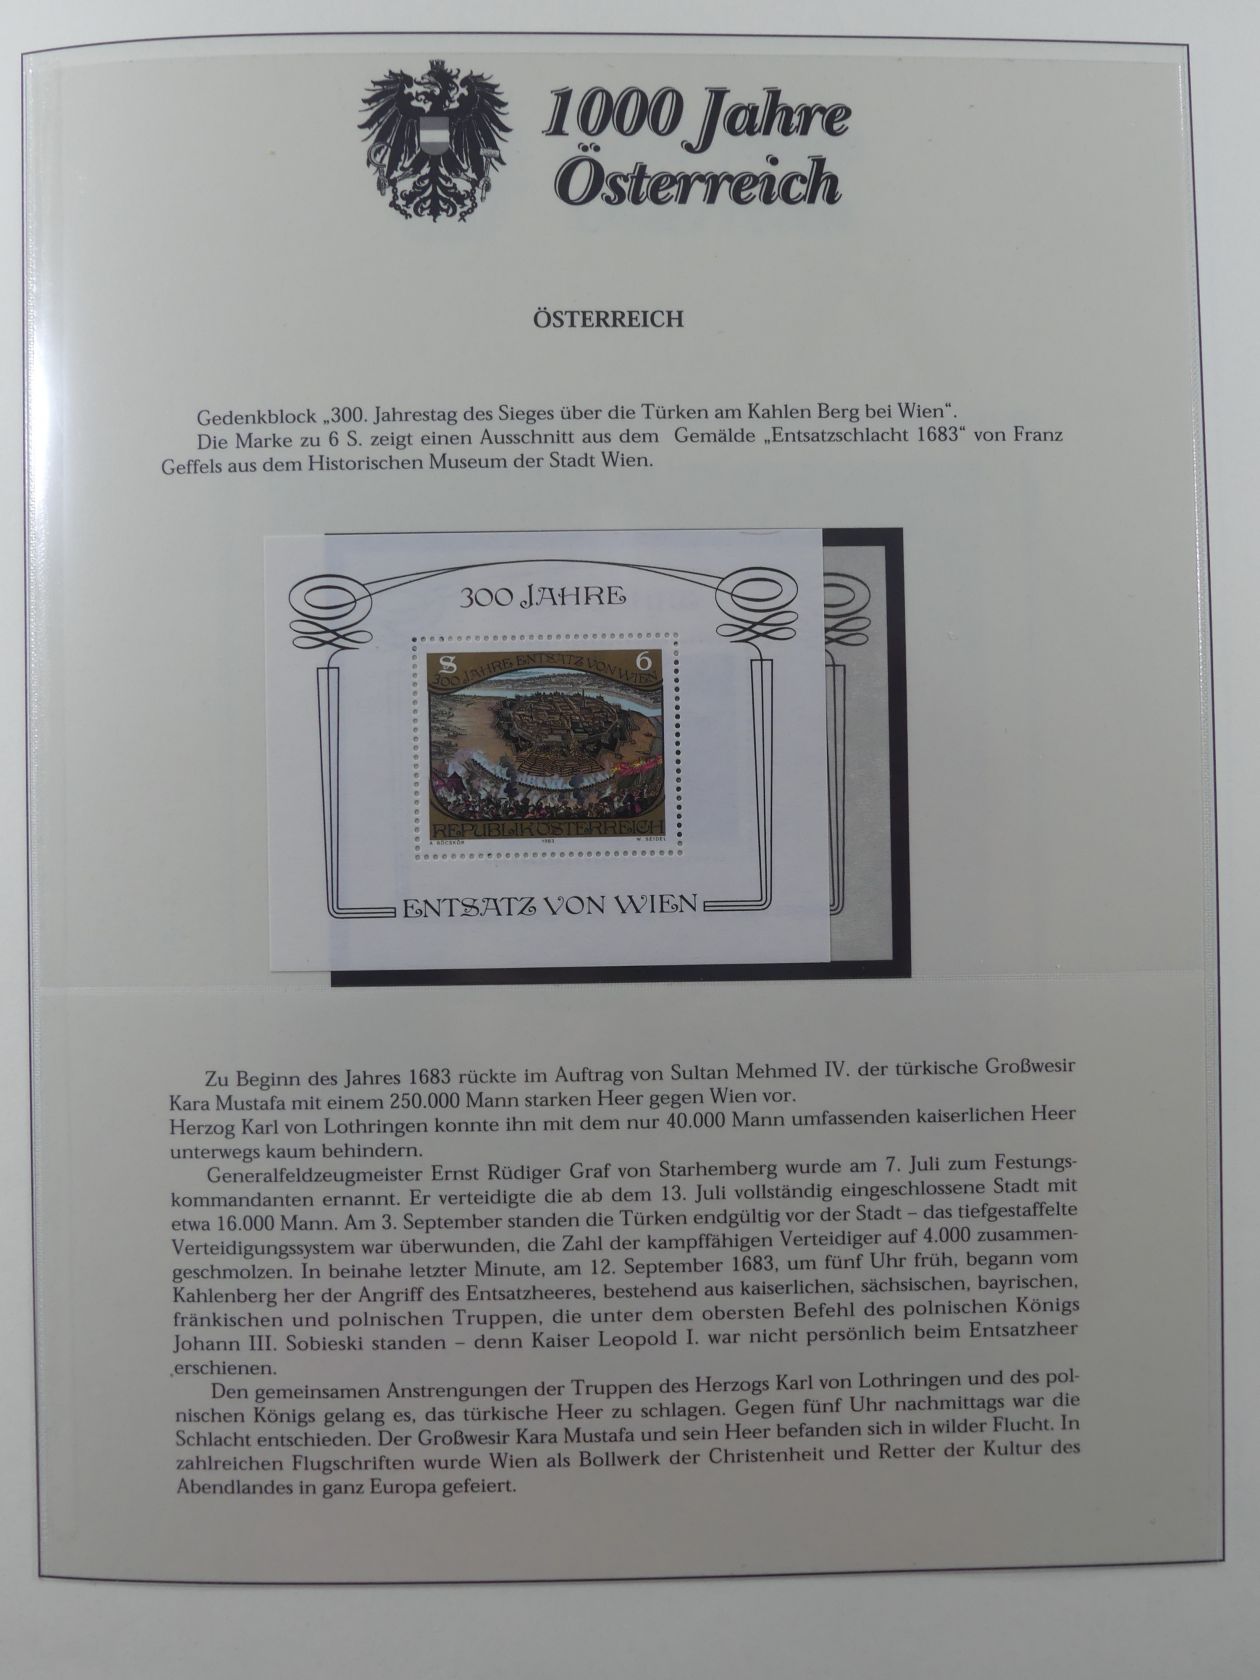 1000 Jahre
Österreich
ÖSTERREICH
Gedenkblock „300. Jahrestag des Sieges über die Türken am Kahlen Berg bei Wien“.
Die Marke zu 6 S. zeigt einen Ausschnitt aus dem Gemälde „Entsatzschlacht 1683“ von Franz
Geffels aus dem Historischen Museum der Stadt Wien.
300 JAHRE
S 6
300 JAHRE ENTSATZ VON WIEN
REPUBLIK ÖSTERREICH
A. BÖCSKÖR 1983 W. SEIDEL
ENTSATZ VON WIEN
Zu Beginn des Jahres 1683 rückte im Auftrag von Sultan Mehmed IV. der türkische Großwesir
Kara Mustafa mit einem 250.000 Mann starken Heer gegen Wien vor.
Herzog Karl von Lothringen konnte ihn mit dem nur 40.000 Mann umfassenden kaiserlichen Heer
unterwegs kaum behindern.
Generalfeldzeugmeister Ernst Rüdiger Graf von Starhemberg wurde am 7. Juli zum Festungs-
kommandanten ernannt. Er verteidigte die ab dem 13. Juli vollständig eingeschlossene Stadt mit
etwa 16.000 Mann. Am 3. September standen die Türken endgültig vor der Stadt – das tiefgestaffelte
Verteidigungssystem war überwunden, die Zahl der kampffähigen Verteidiger auf 4.000 zusammen-
geschmolzen. In beinahe letzter Minute, am 12. September 1683, um fünf Uhr früh, begann vom
Kahlenberg her der Angriff des Entsatzheeres, bestehend aus kaiserlichen, sächsischen, bayrischen,
fränkischen und polnischen Truppen, die unter dem obersten Befehl des polnischen Königs
Johann III. Sobieski standen – denn Kaiser Leopold I. war nicht persönlich beim Entsatzheer
erschienen.
Den gemeinsamen Anstrengungen der Truppen des Herzogs Karl von Lothringen und des pol-
nischen Königs gelang es, das türkische Heer zu schlagen. Gegen fünf Uhr nachmittags war die
Schlacht entschieden. Der Großwesir Kara Mustafa und sein Heer befanden sich in wilder Flucht. In
zahlreichen Flugschriften wurde Wien als Bollwerk der Christenheit und Retter der Kultur des
Abendlandes in ganz Europa gefeiert.